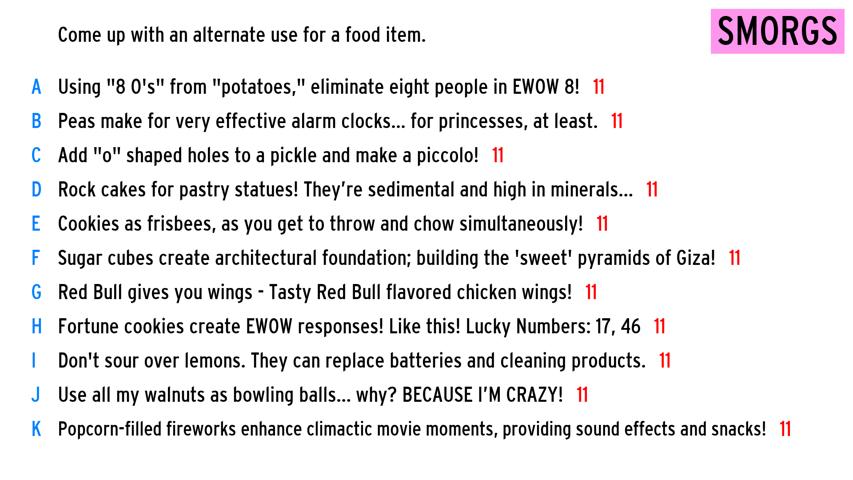 Come up with an alternate use for a food item.
SMORGS
A Using "8 O's" from "potatoes," eliminate eight people in EWOW 8! 11
B Peas make for very effective alarm clocks... for princesses, at least. 11
C Add "o" shaped holes to a pickle and make a piccolo! 11
D Rock cakes for pastry statues! They’re sedimental and high in minerals... 11
E Cookies as frisbees, as you get to throw and chow simultaneously! 11
F Sugar cubes create architectural foundation; building the 'sweet' pyramids of Giza! 11
G Red Bull gives you wings - Tasty Red Bull flavored chicken wings! 11
H Fortune cookies create EWOW responses! Like this! Lucky Numbers: 17, 46 11
I Don't sour over lemons. They can replace batteries and cleaning products. 11
J Use all my walnuts as bowling balls... why? BECAUSE I’M CRAZY! 11
K Popcorn-filled fireworks enhance climactic movie moments, providing sound effects and snacks! 11